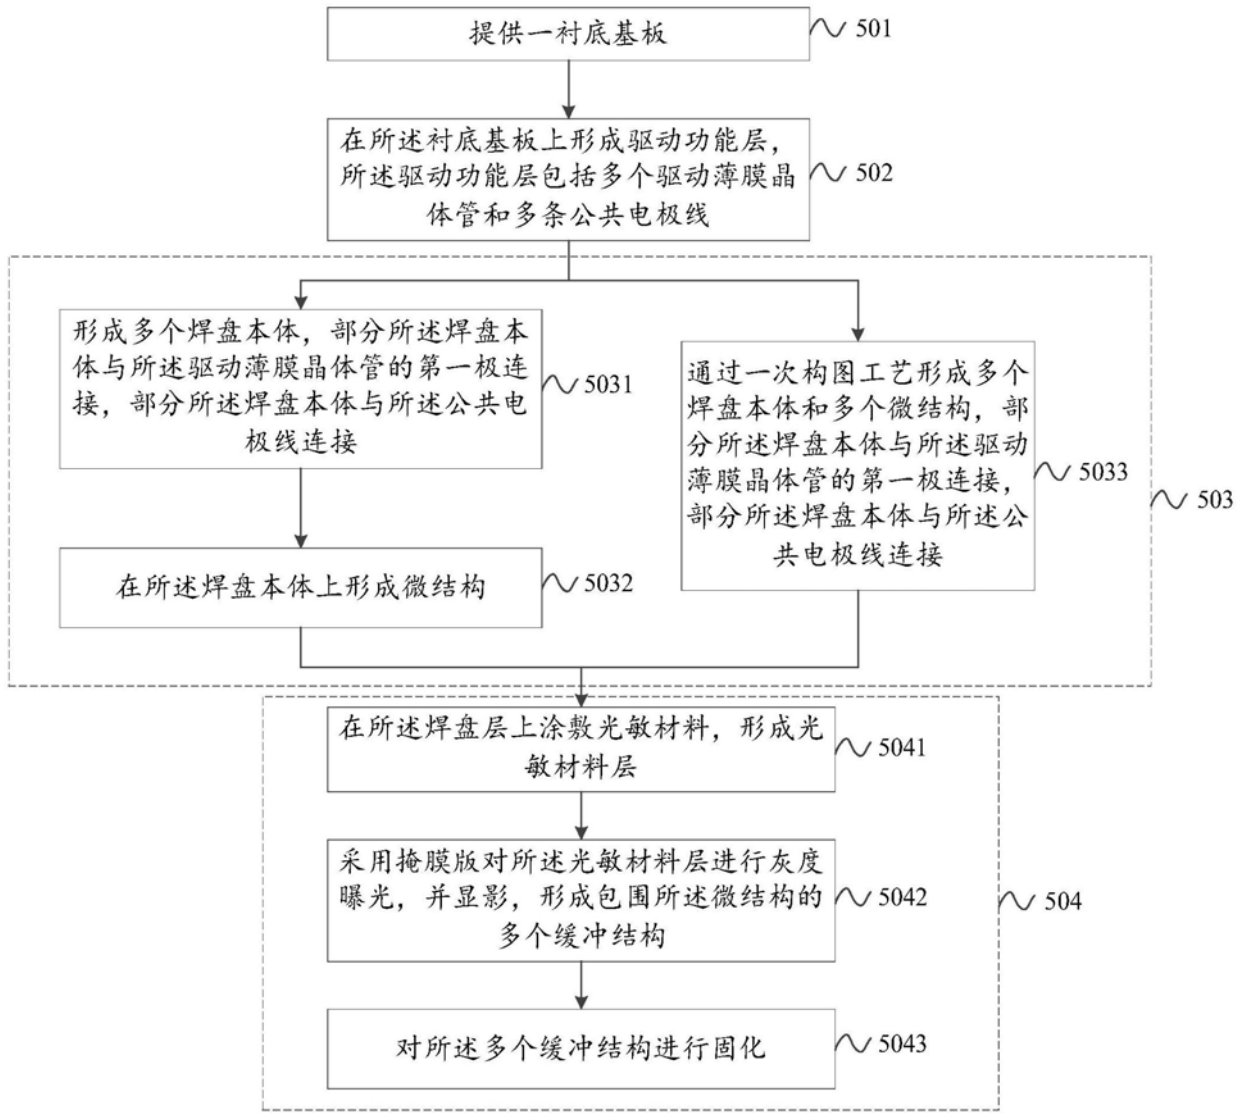 提供一衬底基板
501
在所述衬底基板上形成驱动功能层,
所述驱动功能层包括多个驱动薄膜晶
体管和多条公共电极线
502
形成多个焊盘本体，部分所述焊盘本
体与所述驱动薄膜晶体管的第一极连
接，部分所述焊盘本体与所述公共电
极线连接
5031
在所述焊盘本体上形成微结构
5032
通过一次构图工艺形成多个
焊盘本体和多个微结构，部
分所述焊盘本体与所述驱动
薄膜晶体管的第一极连接，
部分所述焊盘本体与所述公
共电极线连接
5033
503
在所述焊盘层上涂敷光敏材料，形成光
敏材料层
5041
采用掩膜版对所述光敏材料层进行灰度
曝光，并显影，形成包围所述微结构的
多个缓冲结构
5042
504
对所述多个缓冲结构进行固化
5043